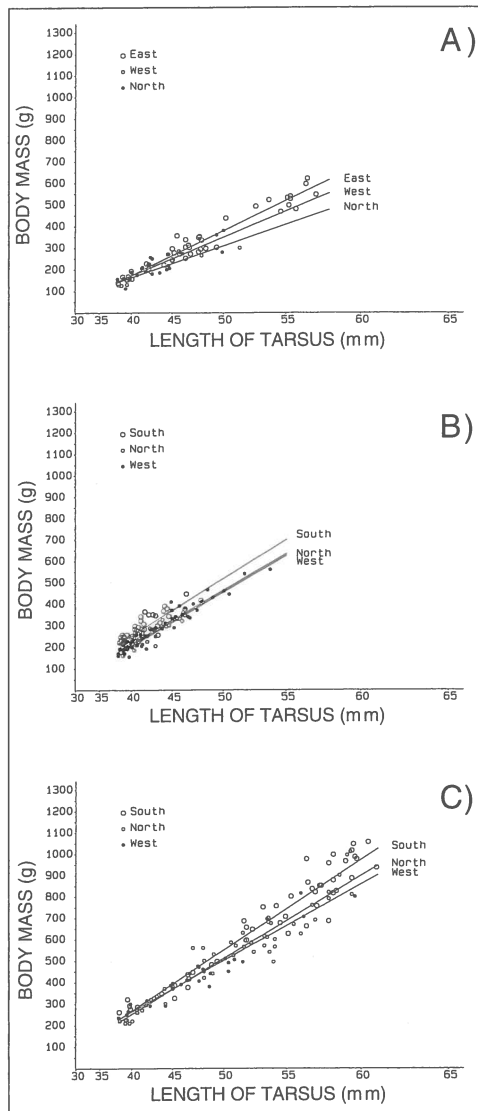 A)
1300
1200
1100
1000
900
800
700
600
500
400
300
200
100
BODY MASS (g)
East
West
North
East
West
North
30 35 40 45 50 55 60 65
LENGTH OF TARSUS (mm)
B)
1300
1200
1100
1000
900
800
700
600
500
400
300
200
100
BODY MASS (g)
South
North
West
South
North
West
30 35 40 45 50 55 60 65
LENGTH OF TARSUS (mm)
C)
1300
1200
1100
1000
900
800
700
600
500
400
300
200
100
BODY MASS (g)
South
North
West
South
North
West
30 35 40 45 50 55 60 65
LENGTH OF TARSUS (mm)